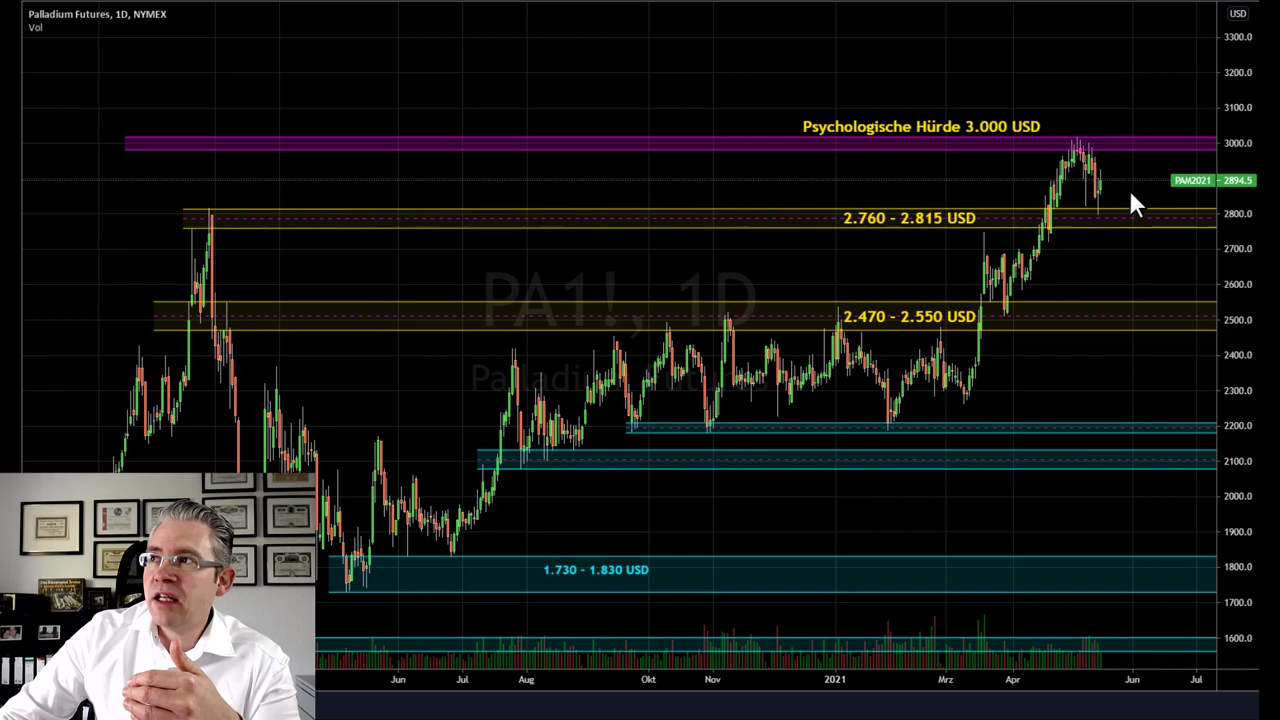 Palladium Futures, 1D, NYMEX
Vol
USD
3300.0
3200.0
3100.0
Psychologische Hürde 3.000 USD
3000.0
PAM2021 - 2894.5
2.760 - 2.815 USD
2800.0
2700.0
PA1!, 1D
2600.0
2.470 - 2.550 USD
2500.0
2400.0
Palladium Futures
2300.0
2200.0
2100.0
2000.0
1900.0
1.730 - 1.830 USD
1800.0
1700.0
1600.0
Jun Jul Aug Okt Nov 2021 Mrz Apr Jun Jul